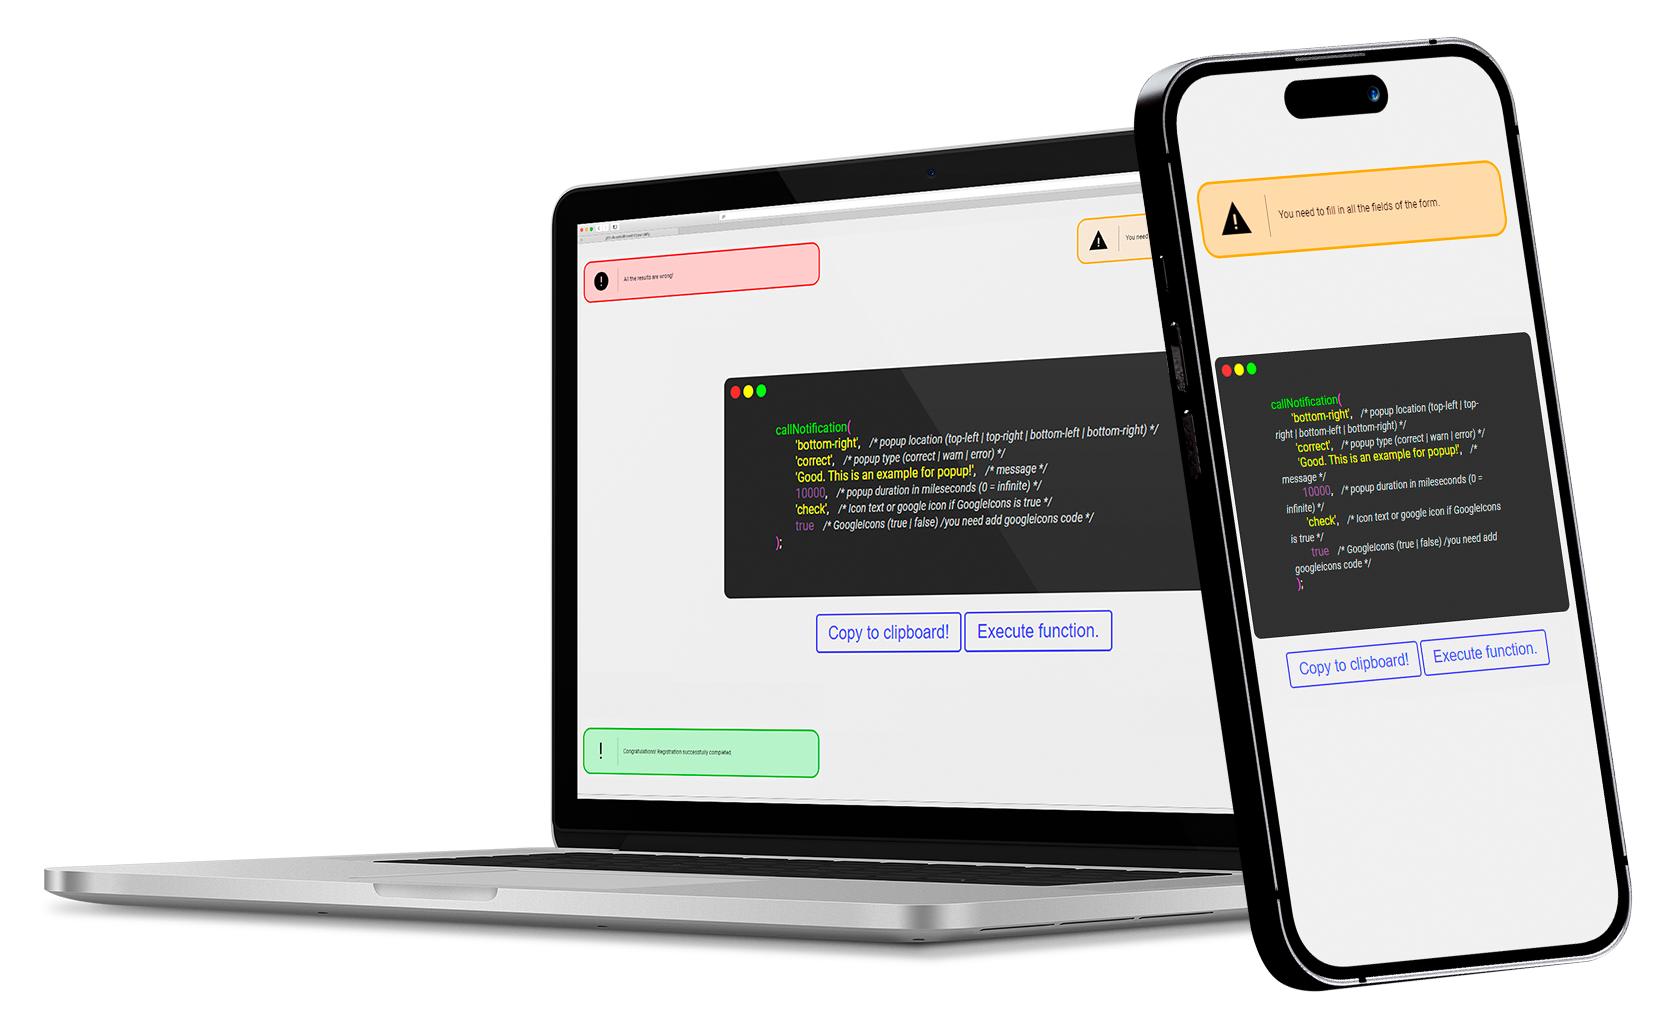 All the results are wrong!
You need
callNotification(
'bottom-right', /* popup location (top-left | top-right | bottom-left | bottom-right) */
'correct', /* popup type (correct | warn | error) */
'Good. This is an example for popup!', /* message */
10000, /* popup duration in mileseconds (0 = infinite) */
'check', /* Icon text or google icon if GoogleIcons is true */
true /* GoogleIcons (true | false) /you need add googleicons code */
);
Copy to clipboard!
Execute function.
Congratulations! Registration successfully completed.
You need to fill in all the fields of the form.
callNotification(
'bottom-right', /* popup location (top-left | top-
right | bottom-left | bottom-right) */
'correct', /* popup type (correct | warn | error) */
'Good. This is an example for popup!', /*
message */
10000, /* popup duration in mileseconds (0 =
infinite) */
'check', /* Icon text or google icon if GoogleIcons
is true */
true /* GoogleIcons (true | false) /you need add
googleicons code */
);
Copy to clipboard!
Execute function.